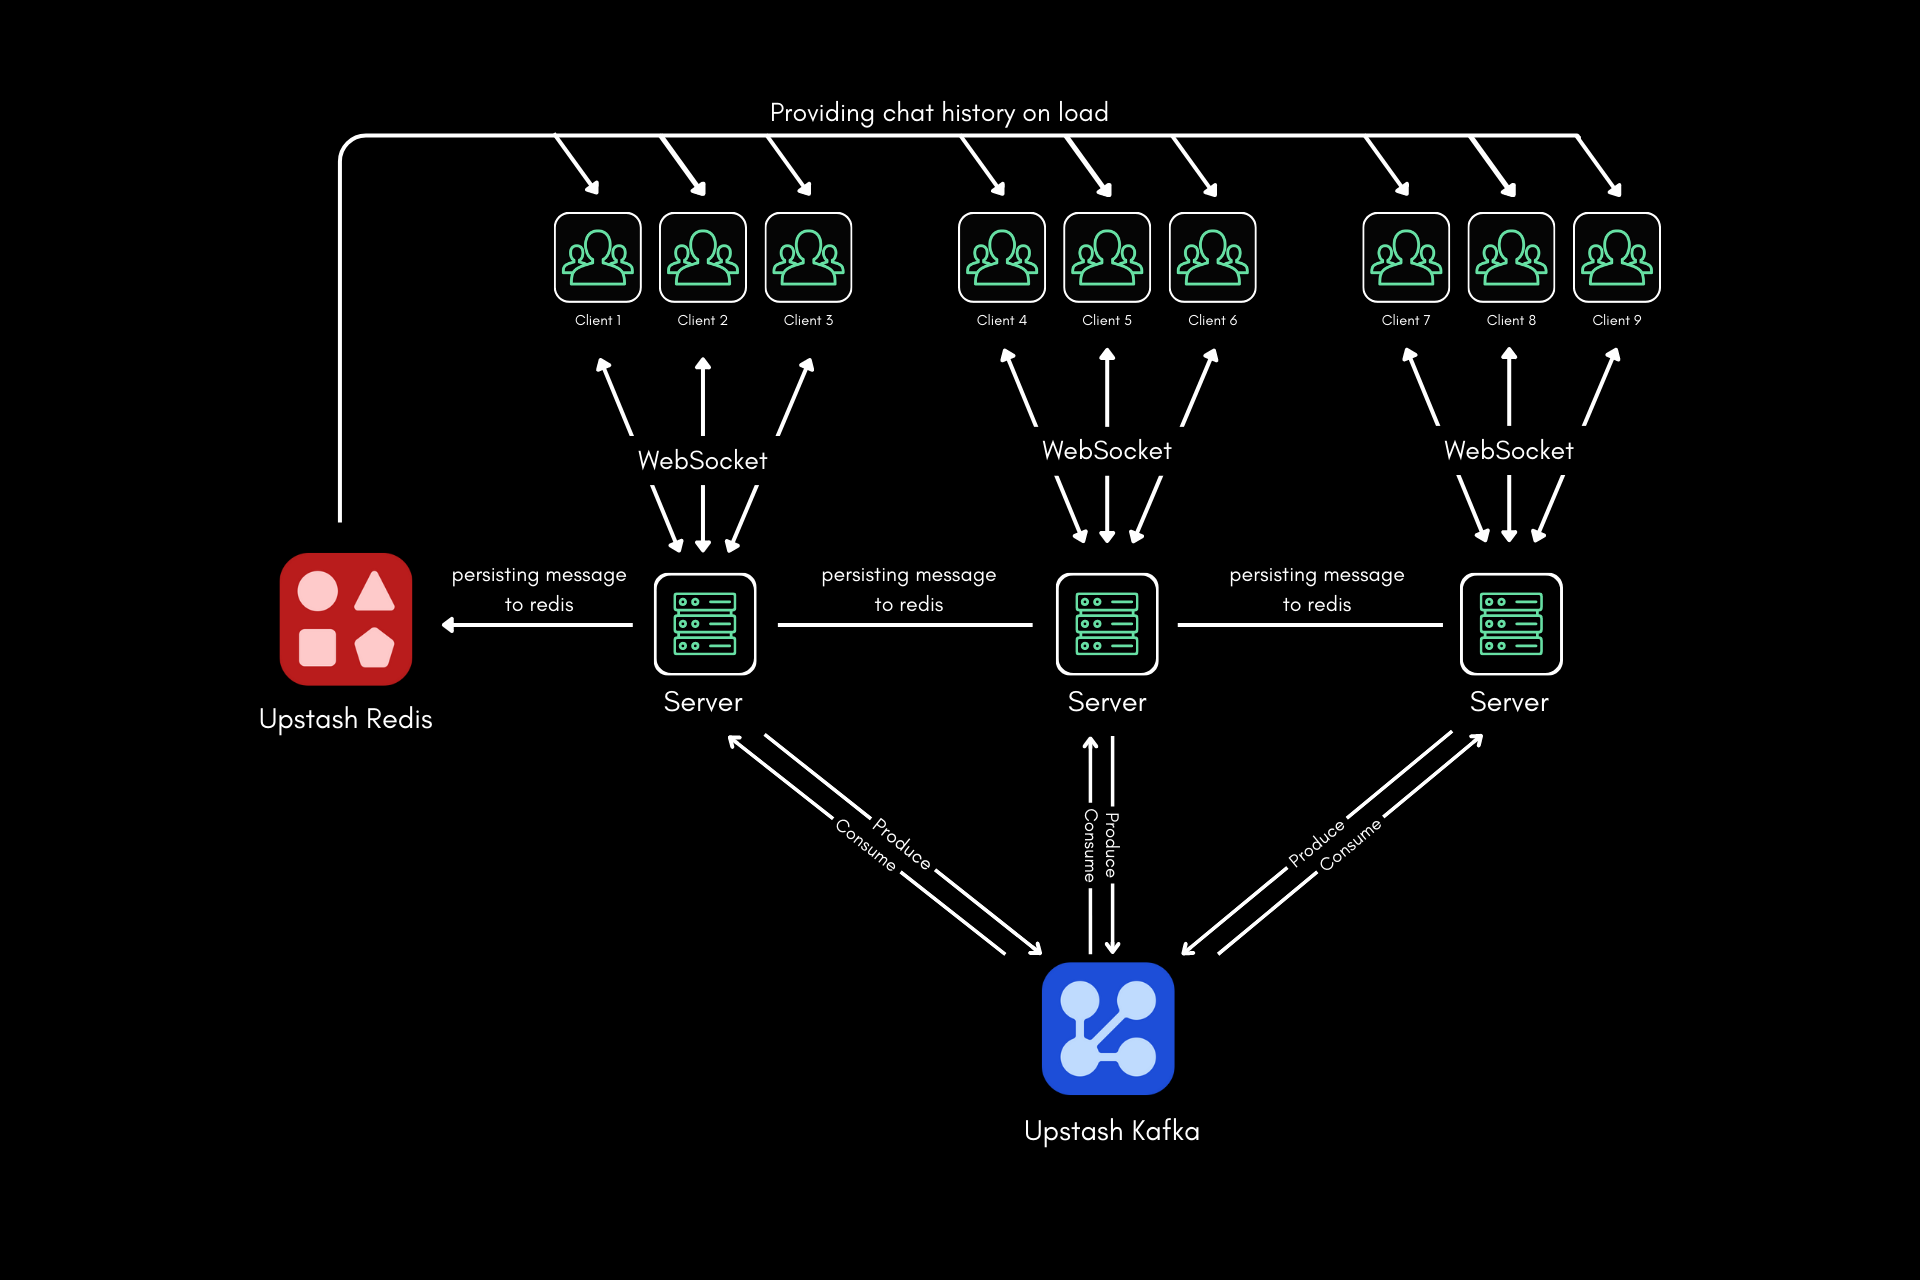 Providing chat history on load
Client 1
Client 2
Client 3
Client 4
Client 5
Client 6
Client 7
Client 8
Client 9
WebSocket
WebSocket
WebSocket
persisting message
to redis
persisting message
to redis
persisting message
to redis
Upstash Redis
Server
Server
Server
Consume
Produce
Consume
Produce
Produce
Consume
Upstash Kafka